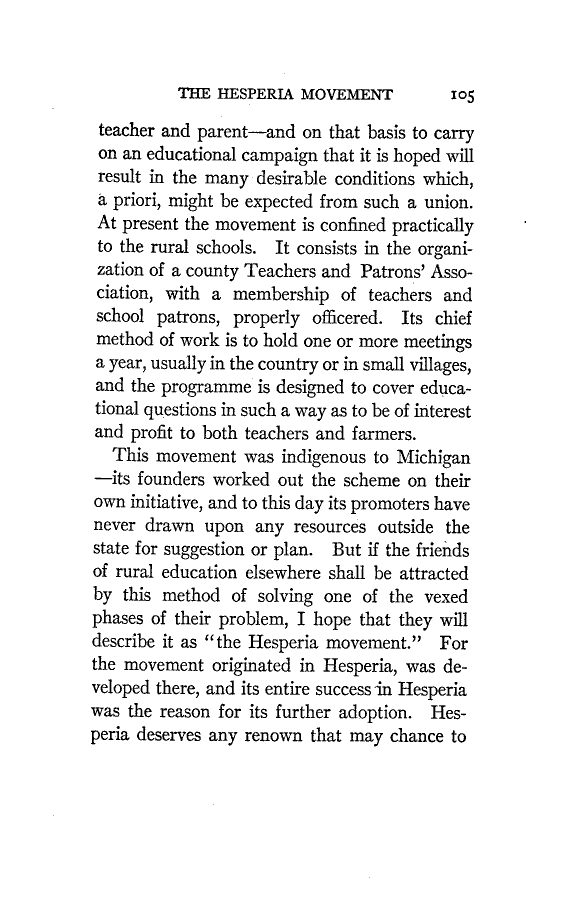 THE HESPERIA MOVEMENT 105
teacher and parent—and on that basis to carry
on an educational campaign that it is hoped will
result in the many desirable conditions which,
a priori, might be expected from such a union.
At present the movement is confined practically
to the rural schools. It consists in the organi-
zation of a county Teachers and Patrons' Asso-
ciation, with a membership of teachers and
school patrons, properly officered. Its chief
method of work is to hold one or more meetings
a year, usually in the country or in small villages,
and the programme is designed to cover educa-
tional questions in such a way as to be of interest
and profit to both teachers and farmers.
This movement was indigenous to Michigan
—its founders worked out the scheme on their
own initiative, and to this day its promoters have
never drawn upon any resources outside the
state for suggestion or plan. But if the friends
of rural education elsewhere shall be attracted
by this method of solving one of the vexed
phases of their problem, I hope that they will
describe it as "the Hesperia movement." For
the movement originated in Hesperia, was de-
veloped there, and its entire success in Hesperia
was the reason for its further adoption. Hes-
peria deserves any renown that may chance to